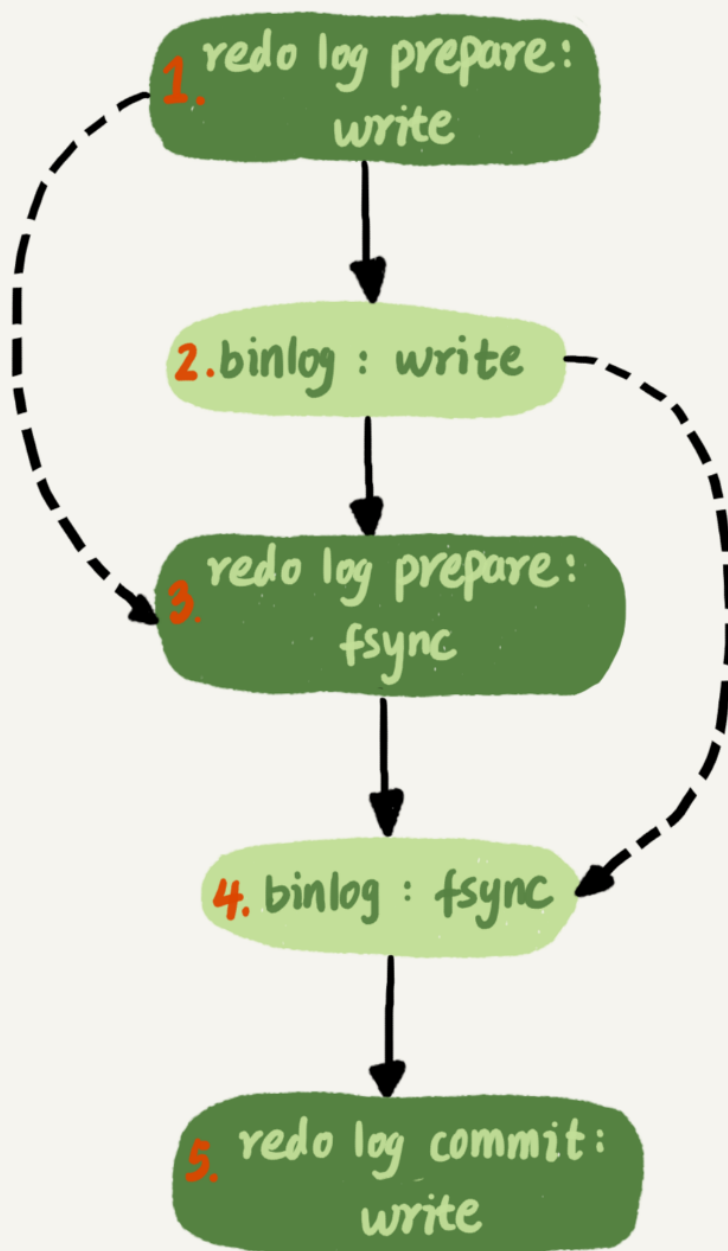 1. redo log prepare:
write
2. binlog : write
3. redo log prepare:
fsync
4. binlog : fsync
5. redo log commit:
write